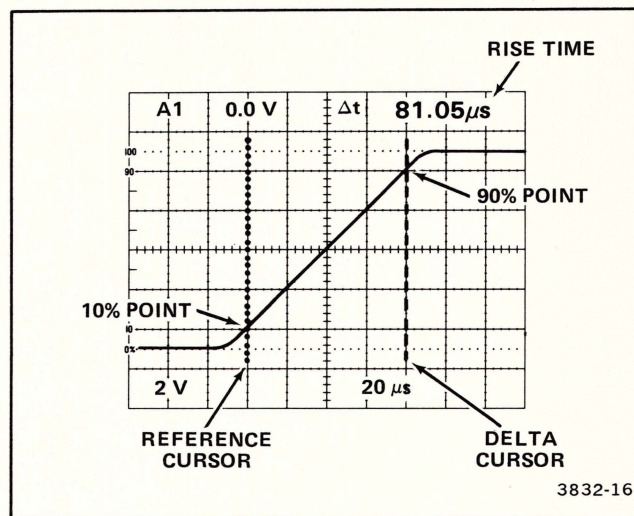 RISE TIME
A1 0.0 V Δt 81.05μs
100
90
90% POINT
10% POINT
10
0%
2 V 20 μs
REFERENCE CURSOR
DELTA CURSOR
3832-16